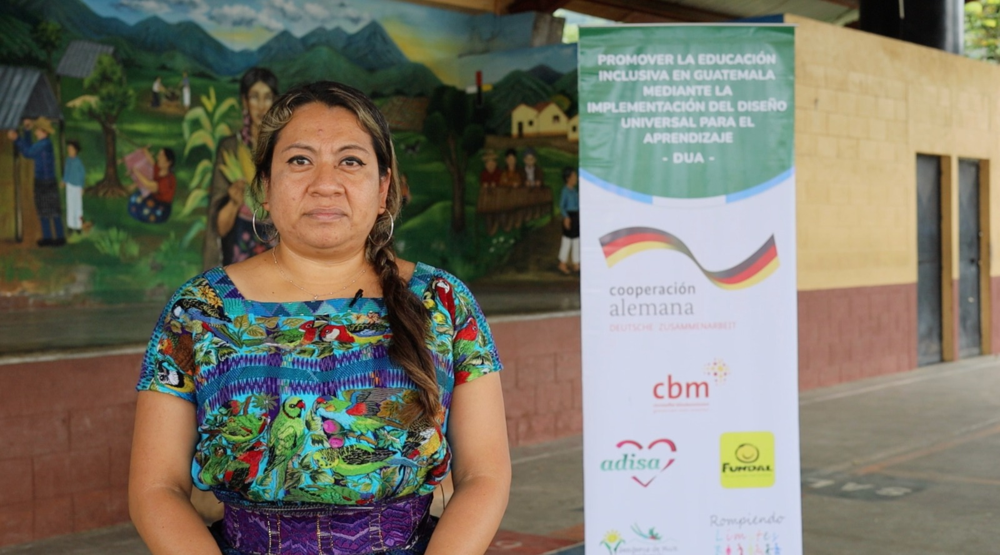 PROMOVER LA EDUCACIÓN
INCLUSIVA EN GUATEMALA
MEDIANTE LA
IMPLEMENTACIÓN DEL DISEÑO
UNIVERSAL PARA EL
APRENDIZAJE
- DUA -
cooperación
alemana
DEUTSCHE ZUSAMMENARBEIT
cbm
adisa
FUNDAL
Rompiendo
Límites